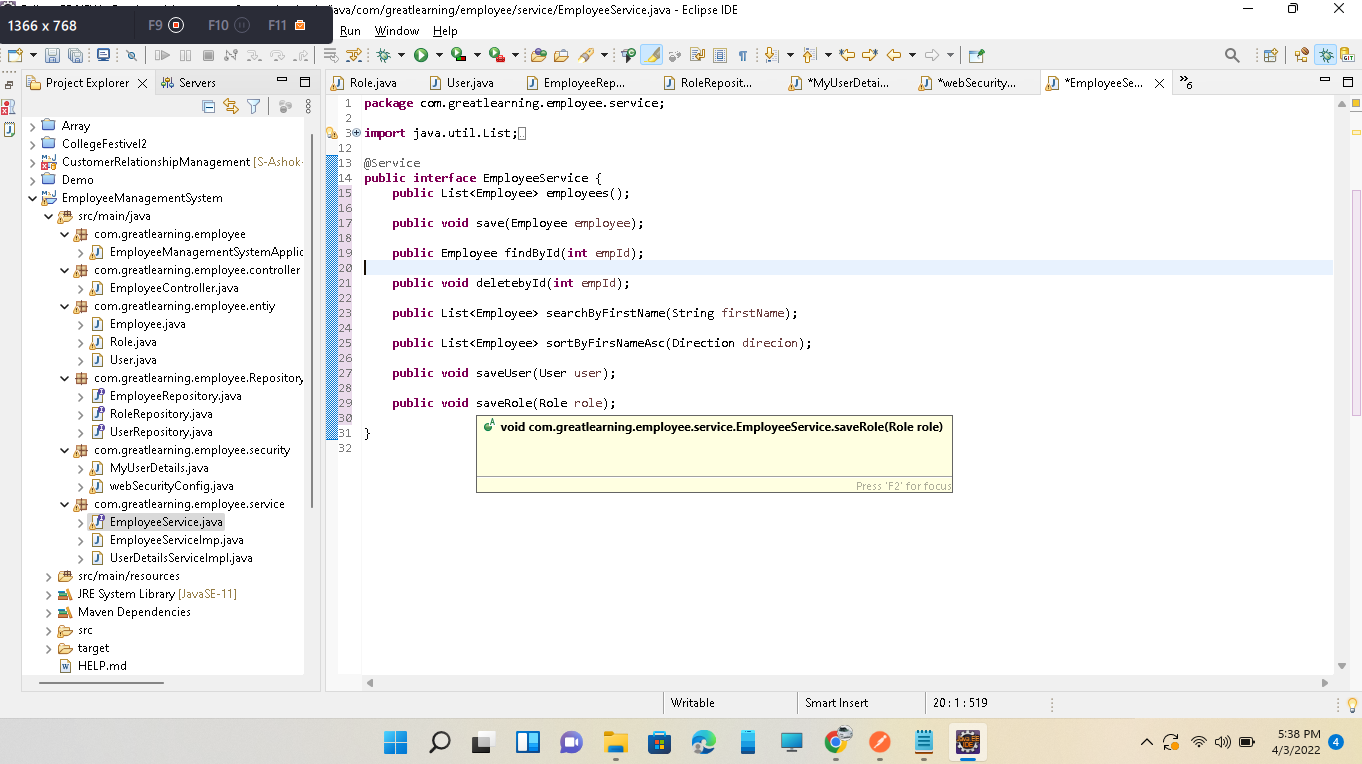 java/com/greatlearning/employee/service/EmployeeService.java - Eclipse IDE
1366 x 768
F9
F10
F11
Run Window Help
Project Explorer
Servers
Role.java
User.java
EmployeeRep...
RoleReposit...
*MyUserDetai...
*webSecurity...
*EmployeeSe...
»6
Array
CollegeFestivel2
CustomerRelationshipManagement [S-Ashok-
Demo
EmployeeManagementSystem
src/main/java
com.greatlearning.employee
EmployeeManagementSystemApplic
com.greatlearning.employee.controller
EmployeeController.java
com.greatlearning.employee.entiy
Employee.java
Role.java
User.java
com.greatlearning.employee.Repository
EmployeeRepository.java
RoleRepository.java
UserRepository.java
com.greatlearning.employee.security
MyUserDetails.java
webSecurityConfig.java
com.greatlearning.employee.service
EmployeeService.java
EmployeeServiceImp.java
UserDetailsServiceImpl.java
src/main/resources
JRE System Library [JavaSE-11]
Maven Dependencies
src
target
HELP.md
1 package com.greatlearning.employee.service;
2
3 import java.util.List;
12
13 @Service
14 public interface EmployeeService {
15 public List<Employee> employees();
16
17 public void save(Employee employee);
18
19 public Employee findById(int empId);
20
21 public void deletebyId(int empId);
22
23 public List<Employee> searchByFirstName(String firstName);
24
25 public List<Employee> sortByFirsNameAsc(Direction direcion);
26
27 public void saveUser(User user);
28
29 public void saveRole(Role role);
30
31 }
32
void com.greatlearning.employee.service.EmployeeService.saveRole(Role role)
Press 'F2' for focus
Writable
Smart Insert
20 : 1 : 519
5:38 PM
4/3/2022
4